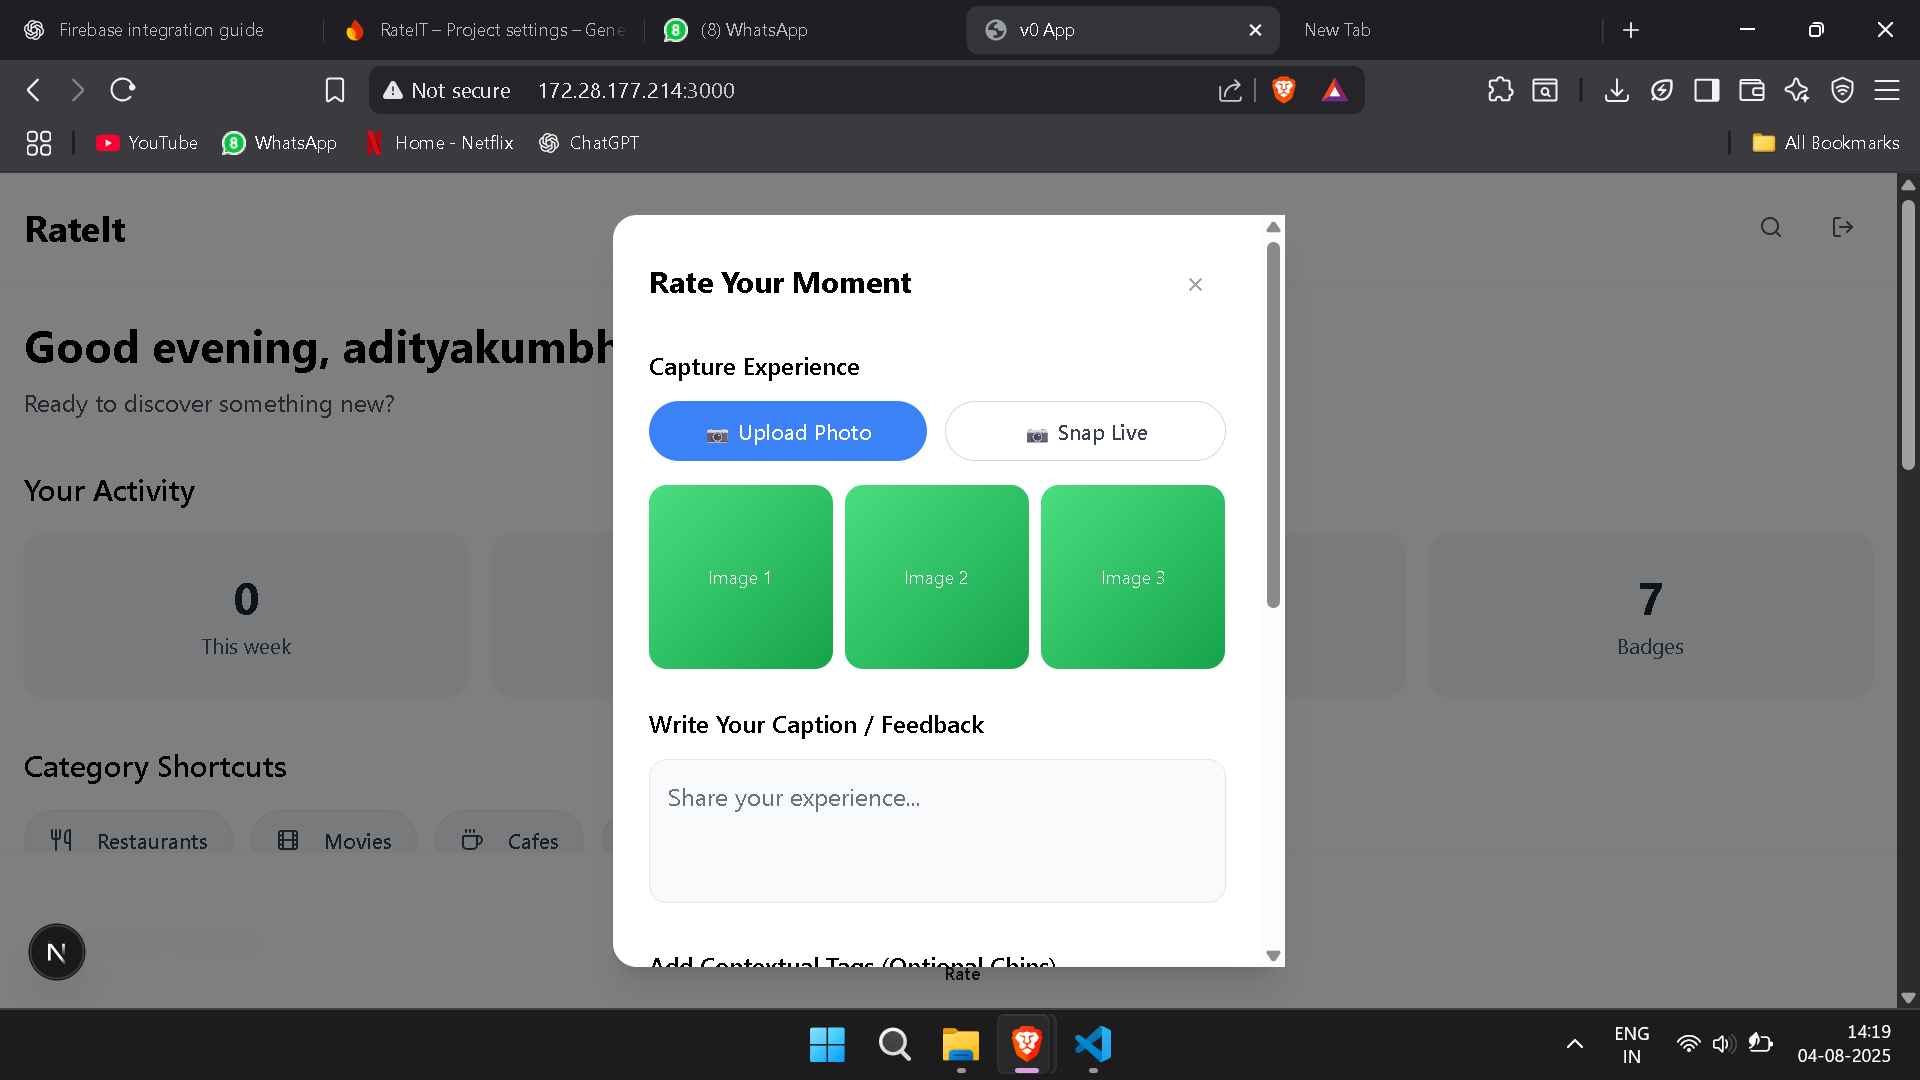 Firebase integration guide
RateIT – Project settings – Gene
(8) WhatsApp
v0 App
New Tab
Not secure 172.28.177.214:3000
YouTube
8 WhatsApp
Home - Netflix
ChatGPT
All Bookmarks
RateIt
Good evening, adityakumbh
Ready to discover something new?
Your Activity
0
This week
7
Badges
Category Shortcuts
Restaurants
Movies
Cafes
Rate Your Moment
Capture Experience
Upload Photo
Snap Live
Image 1
Image 2
Image 3
Write Your Caption / Feedback
Share your experience...
Add Contextual Tags (Optional Chips)
Rate
N
ENG
IN
14:19
04-08-2025